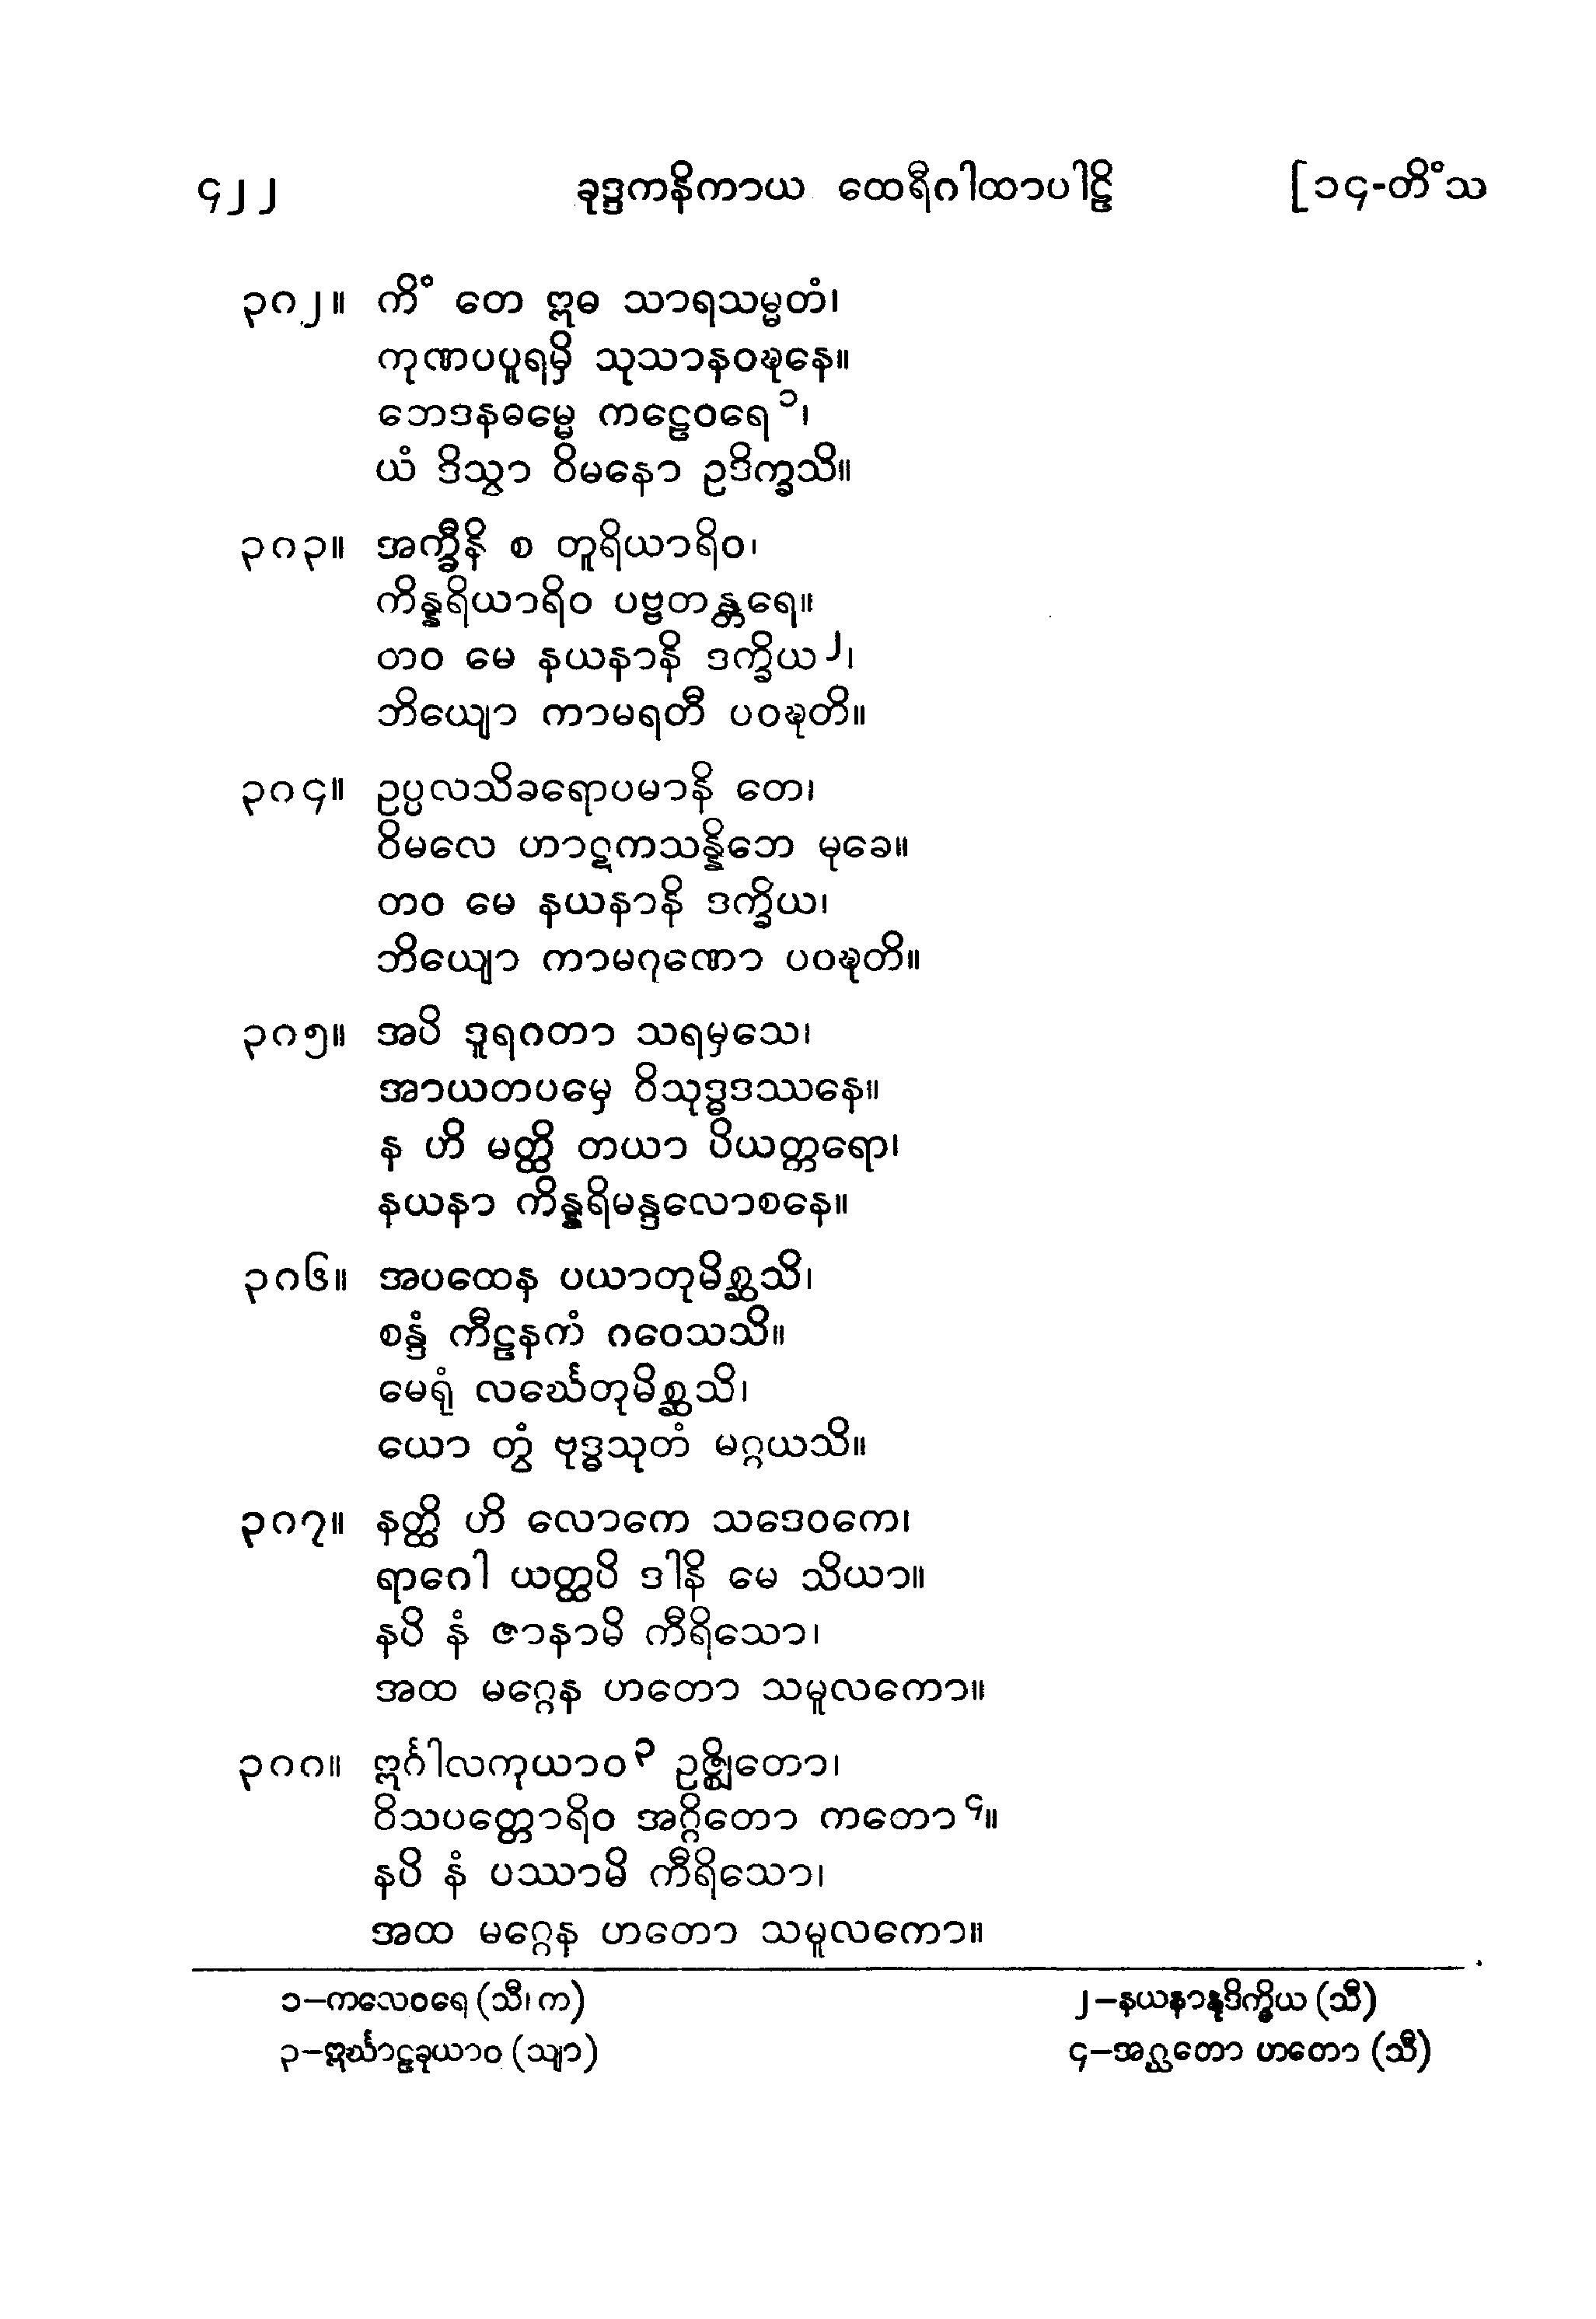 ၄၂၂ ခုဒ္ဒကနိကာယ ထေရီဂါထာပါဠိ [၁၄-တိံသ
၃၈၂။ ကိံ တေ ဣဓ သာရသမ္မတံ၊
ကုဏပပူရမှိ သုသာနဝဍ္ဎနေ။
ဘေဒနဓမ္မေ ကဠေဝရေ၁၊
ယံ ဒိသွာ ဝိမနော ဥဒိက္ခသိ။
၃၈၃။ အက္ခီနိ စ တူရိယာရိဝ၊
ကိန္နရိယာရိဝ ပဗ္ဗတန္တရေ။
တဝ မေ နယနာနိ ဒက္ခိယ၂၊
ဘိယျော ကာမရတီ ပဝဍ္ဎတိ။
၃၈၄။ ဥပ္ပလသိခရောပမာနိ တေ၊
ဝိမလေ ဟာဋကသန္နိဘေ မုခေ။
တဝ မေ နယနာနိ ဒက္ခိယ၊
ဘိယျော ကာမဂုဏော ပဝဍ္ဎတိ။
၃၈၅။ အပိ ဒူရဂတာ သရမှသေ၊
အာယတပမှေ ဝိသုဒ္ဓဒဿနေ။
န ဟိ မတ္ထိ တယာ ပိယတ္တရော၊
နယနာ ကိန္နရိမန္ဒလောစနေ။
၃၈၆။ အပထေန ပယာတုမိစ္ဆသိ၊
စန္ဒံ ကီဠနကံ ဂဝေသသိ။
မေရုံ လင်္ဃေတုမိစ္ဆသိ၊
ယော တွံ ဗုဒ္ဓသုတံ မဂ္ဂယသိ။
၃၈၇။ နတ္ထိ ဟိ လောကေ သဒေဝကေ၊
ရာဂေါ ယတ္ထပိ ဒါနိ မေ သိယာ။
နပိ နံ ဇာနာမိ ကီရိသော၊
အထ မဂ္ဂေန ဟတော သမူလကော။
၃၈၈။ ဣင်္ဂါလကုယာဝ၃ ဥဇ္ဈိတော၊
ဝိသပတ္တောရိဝ အဂ္ဂိတော ကတော၄။
နပိ နံ ပဿာမိ ကီရိသော၊
အထ မဂ္ဂေန ဟတော သမူလကော။
၁–ကလေဝရေ (သီ၊ က) ၂–နယနာနုဒိက္ခိယ (သီ)
၃–ဣင်္ဃာဠခုယာဝ (သျာ) ၄–အဂ္ဃတော ဟတော (သီ)